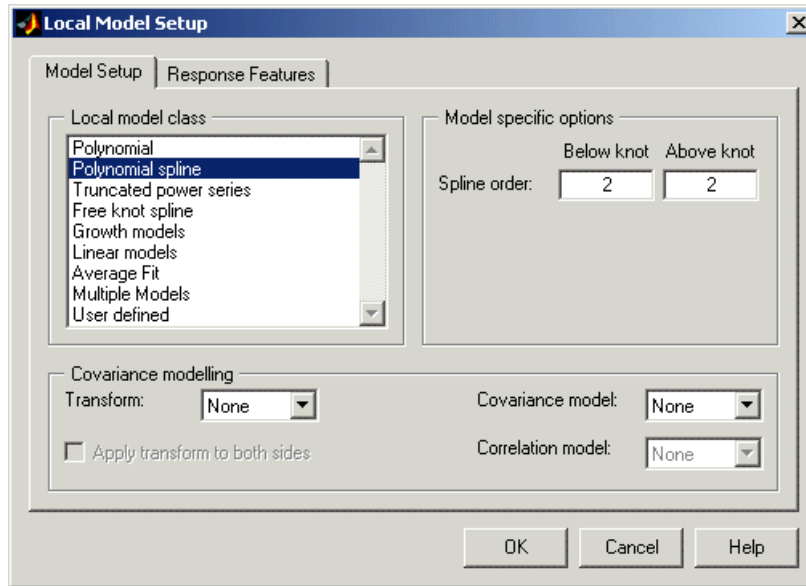 Local Model Setup
Model Setup
Response Features
Local model class
Polynomial
Polynomial spline
Truncated power series
Free knot spline
Growth models
Linear models
Average Fit
Multiple Models
User defined
Model specific options
Below knot Above knot
Spline order: 2 2
Covariance modelling
Transform: None
Apply transform to both sides
Covariance model: None
Correlation model: None
OK Cancel Help